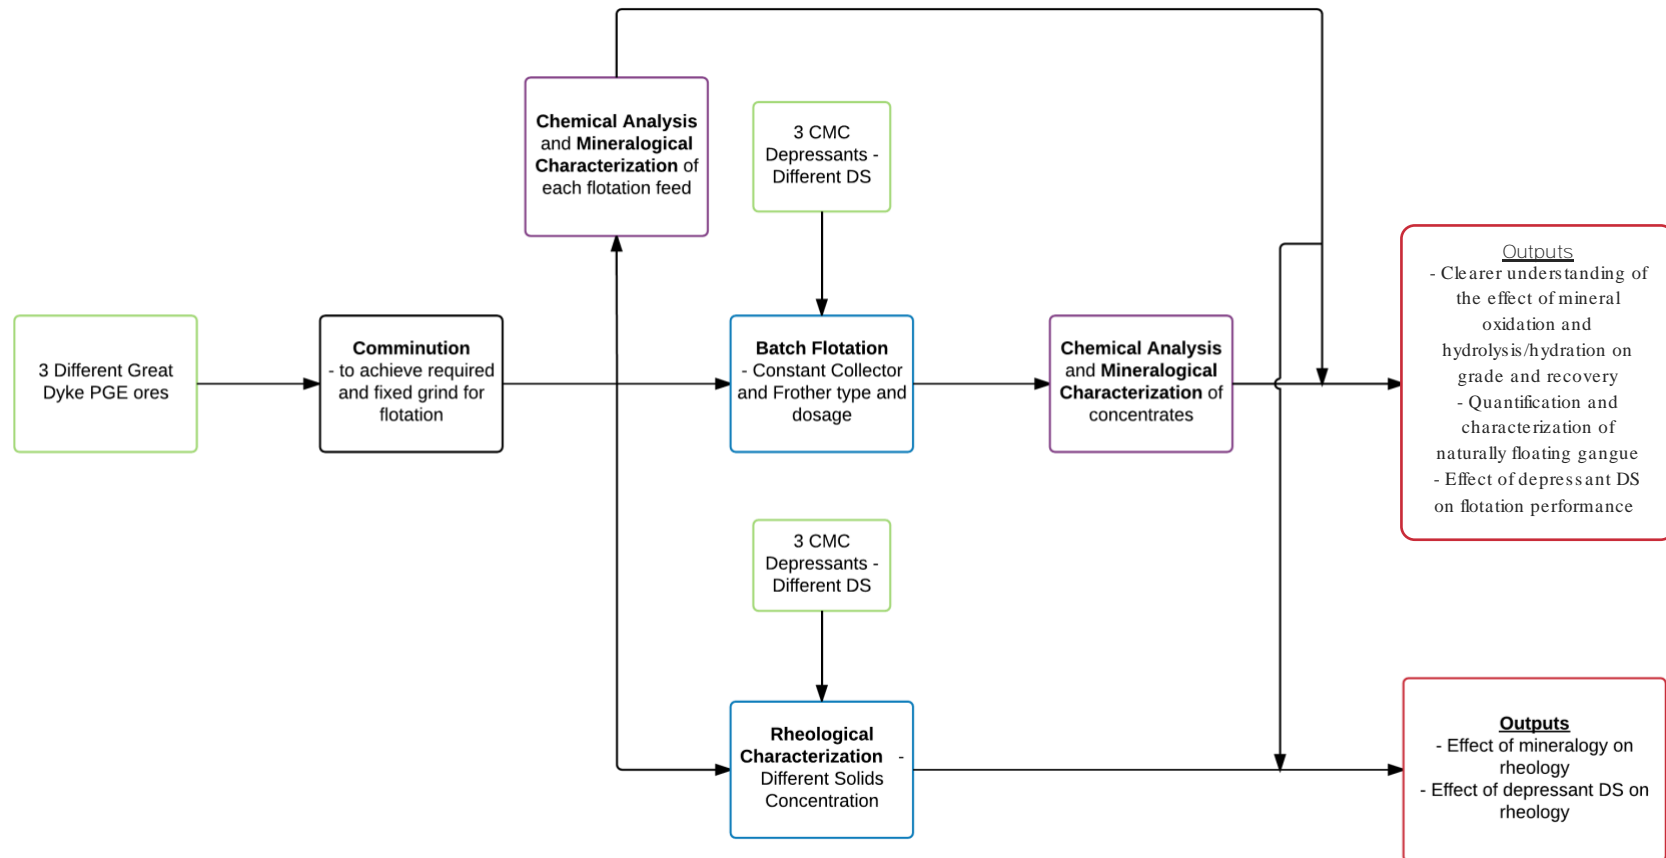 Chemical Analysis
and Mineralogical
Characterization of
each flotation feed
3 CMC
Depressants -
Different DS
3 Different Great
Dyke PGE ores
Comminution
- to achieve required
and fixed grind for
flotation
Batch Flotation
- Constant Collector
and Frother type and
dosage
Chemical Analysis
and Mineralogical
Characterization of
concentrates
Outputs
- Clearer understanding of
the effect of mineral
oxidation and
hydrolysis/hydration on
grade and recovery
- Quantification and
characterization of
naturally floating gangue
- Effect of depressant DS
on flotation performance
3 CMC
Depressants -
Different DS
Rheological
Characterization -
Different Solids
Concentration
Outputs
- Effect of mineralogy on
rheology
- Effect of depressant DS on
rheology